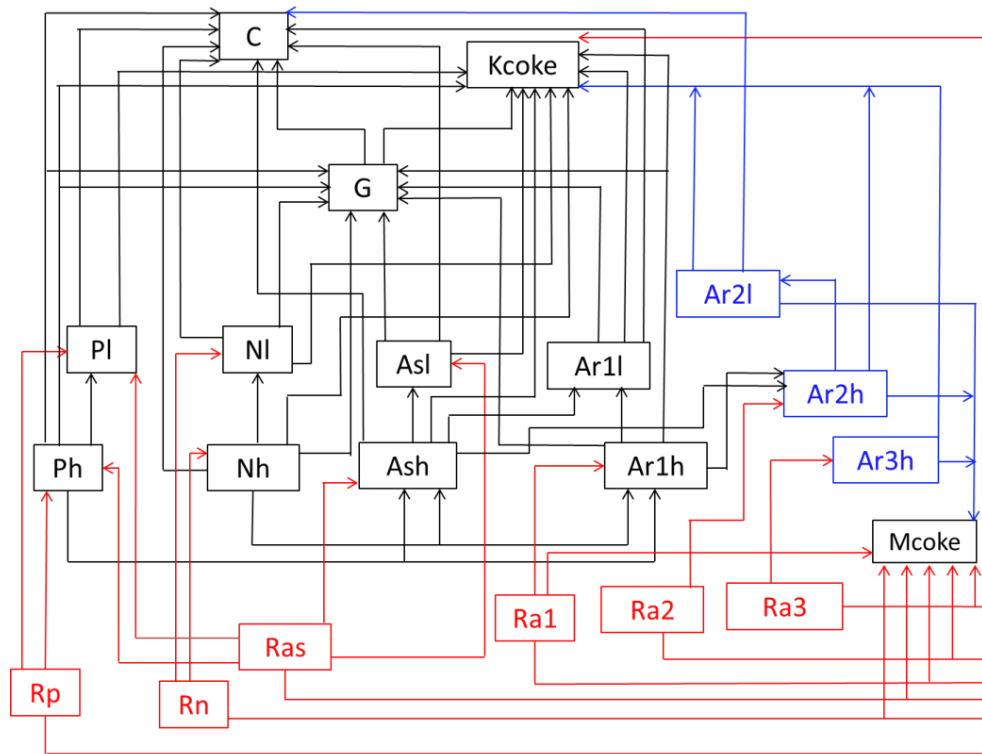 C
Kcoke
G
Ar2l
Pl
Nl
Asl
Ar1l
Ar2h
Ph
Nh
Ash
Ar1h
Ar3h
Mcoke
Ra1
Ra2
Ra3
Ras
Rp
Rn